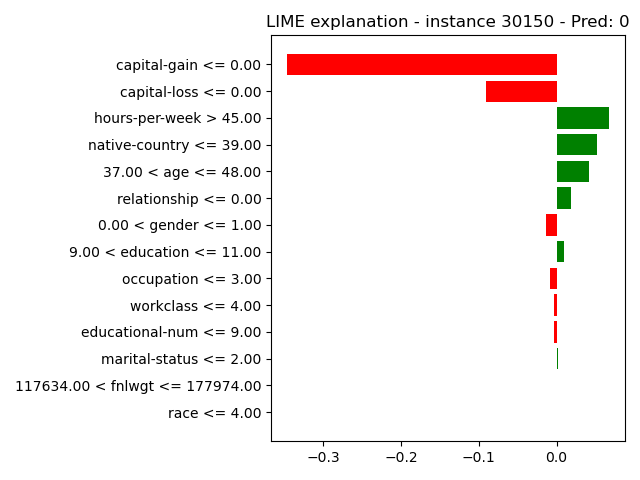 LIME explanation - instance 30150 - Pred: 0
capital-gain <= 0.00
capital-loss <= 0.00
hours-per-week > 45.00
native-country <= 39.00
37.00 < age <= 48.00
relationship <= 0.00
0.00 < gender <= 1.00
9.00 < education <= 11.00
occupation <= 3.00
workclass <= 4.00
educational-num <= 9.00
marital-status <= 2.00
117634.00 < fnlwgt <= 177974.00
race <= 4.00
−0.3 −0.2 −0.1 0.0